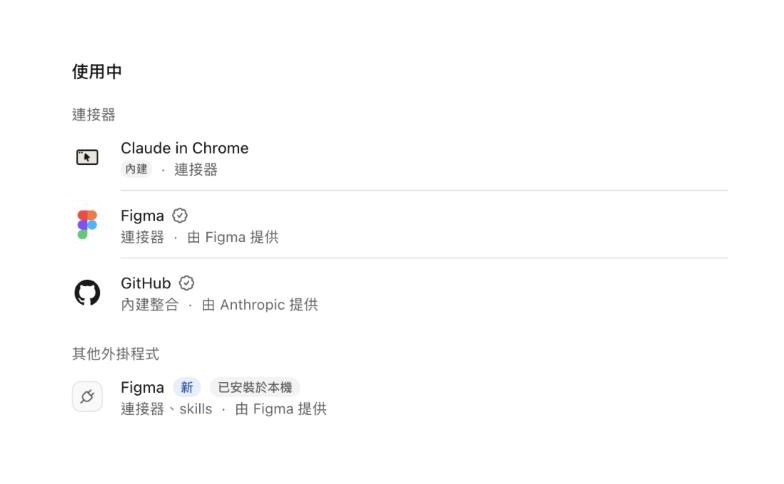 使用中
連接器
Claude in Chrome
內建 · 連接器
Figma
連接器 · 由 Figma 提供
GitHub
內建整合 · 由 Anthropic 提供
其他外掛程式
Figma 新 已安裝於本機
連接器、skills · 由 Figma 提供